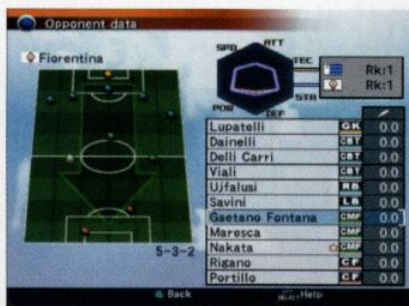 Opponent data
Fiorentina
ATT
SPD
TEC
STA
DEF
POW
Rk:1
Rk:1
Lupatelli GK 0.0
Dainelli CBT 0.0
Delli Carri CBT 0.0
Viali CBT 0.0
Ujfalusi RB 0.0
Savini LB 0.0
Gaetano Fontana CMF 0.0
Maresca CMF 0.0
Nakata CMF 0.0
Rigano CF 0.0
Portillo CF 0.0
5-3-2
Back
SELECT Help